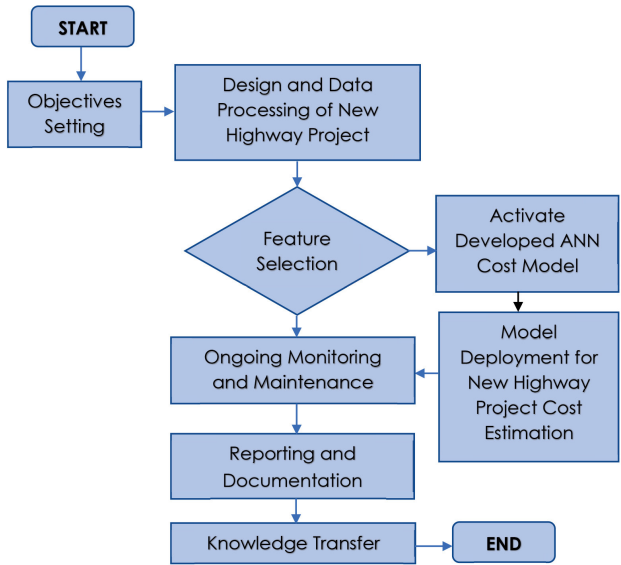 START
Objectives
Setting
Design and Data
Processing of New
Highway Project
Feature
Selection
Activate
Developed ANN
Cost Model
Model
Deployment for
New Highway
Project Cost
Estimation
Ongoing Monitoring
and Maintenance
Reporting and
Documentation
Knowledge Transfer
END